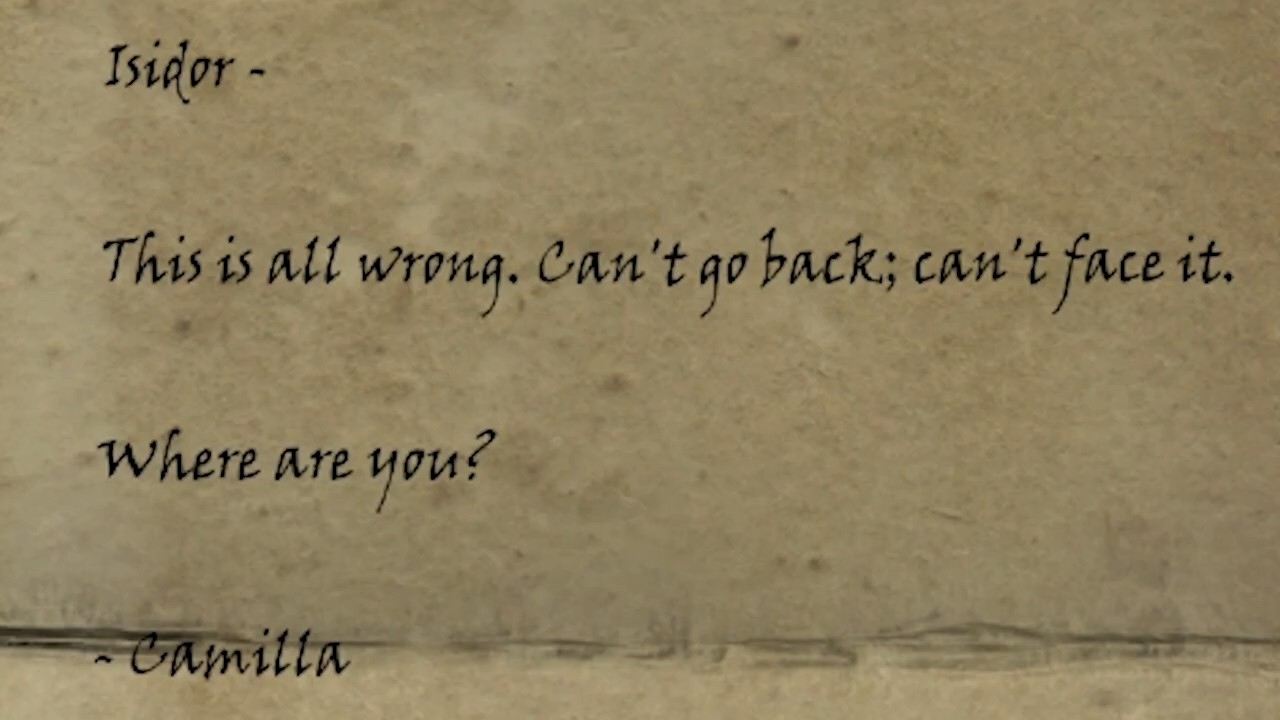 Isidor -
This is all wrong. Can't go back; can't face it.
Where are you?
- Camilla